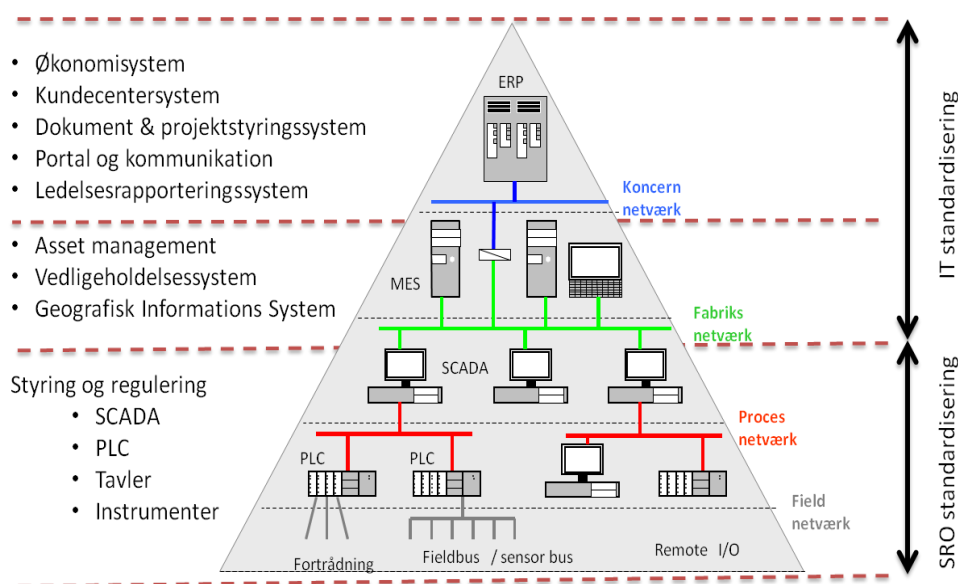 • Økonomisystem
• Kundecentersystem
• Dokument & projektstyringssystem
• Portal og kommunikation
• Ledelsesrapporteringssystem
ERP
Koncern
netværk
• Asset management
• Vedligeholdelsessystem
• Geografisk Informations System
MES
Fabriks
netværk
IT standardisering
Styring og regulering
• SCADA
• PLC
• Tavler
• Instrumenter
SCADA
Proces
netværk
PLC
PLC
Field
netværk
Fortrådning
Fieldbus / sensor bus
Remote I/O
SRO standardisering